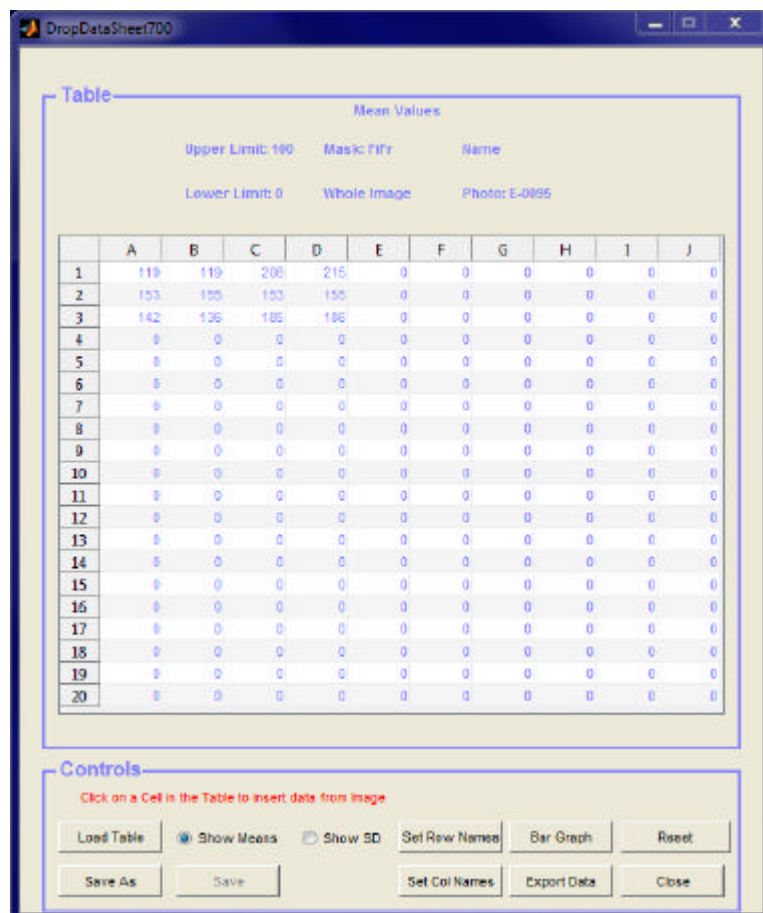 DropDataSheet700
Table
Mean Values
Upper Limit: 100 Mask: FiFr Name
Lower Limit: 0 Whole Image Photo: E-0095
A B C D E F G H I J
1 119 119 206 215 0 0 0 0 0 0
2 153 155 153 155 0 0 0 0 0 0
3 142 136 185 186 0 0 0 0 0 0
4 0 0 0 0 0 0 0 0 0 0
5 0 0 0 0 0 0 0 0 0 0
6 0 0 0 0 0 0 0 0 0 0
7 0 0 0 0 0 0 0 0 0 0
8 0 0 0 0 0 0 0 0 0 0
9 0 0 0 0 0 0 0 0 0 0
10 0 0 0 0 0 0 0 0 0 0
11 0 0 0 0 0 0 0 0 0 0
12 0 0 0 0 0 0 0 0 0 0
13 0 0 0 0 0 0 0 0 0 0
14 0 0 0 0 0 0 0 0 0 0
15 0 0 0 0 0 0 0 0 0 0
16 0 0 0 0 0 0 0 0 0 0
17 0 0 0 0 0 0 0 0 0 0
18 0 0 0 0 0 0 0 0 0 0
19 0 0 0 0 0 0 0 0 0 0
20 0 0 0 0 0 0 0 0 0 0
Controls
Click on a Cell in the Table to insert data from Image
Load Table Show Means Show SD Set Row Names Bar Graph Reset
Save As Save Set Col Names Export Data Close